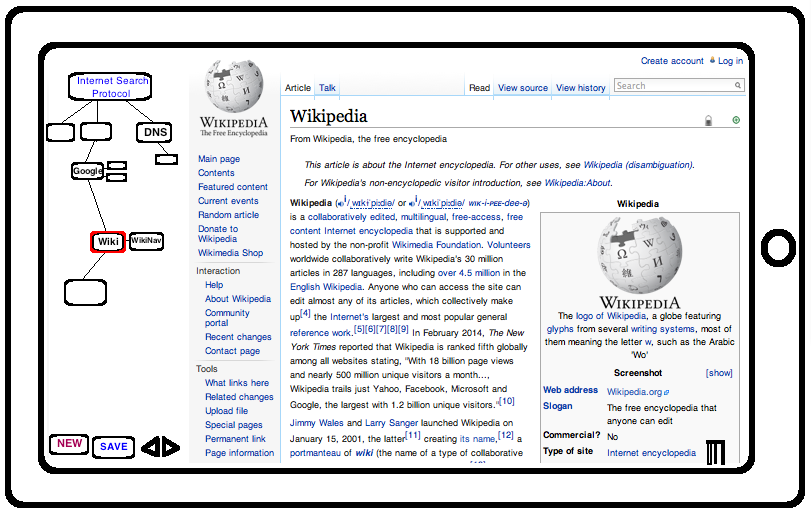 Internet Search
Protocol
DNS
Google
Wiki
WikiNav
NEW
SAVE
WIKIPEDIA
The Free Encyclopedia
Main page
Contents
Featured content
Current events
Random article
Donate to
Wikipedia
Wikimedia Shop
Interaction
Help
About Wikipedia
Community
portal
Recent changes
Contact page
Tools
What links here
Related changes
Upload file
Special pages
Permanent link
Page information
Create account Log in
Article Talk Read View source View history Search
Wikipedia
From Wikipedia, the free encyclopedia
This article is about the Internet encyclopedia. For other uses, see Wikipedia (disambiguation).
For Wikipedia's non-encyclopedic visitor introduction, see Wikipedia:About.
Wikipedia (/ˌwɪkɨˈpiːdiə/ or /ˌwɪkiˈpiːdiə/ WIK-i-PEE-dee-ə)
is a collaboratively edited, multilingual, free-access, free
content Internet encyclopedia that is supported and
hosted by the non-profit Wikimedia Foundation. Volunteers
worldwide collaboratively write Wikipedia's 30 million
articles in 287 languages, including over 4.5 million in the
English Wikipedia. Anyone who can access the site can
edit almost any of its articles, which collectively make
up[4] the Internet's largest and most popular general
reference work.[5][6][7][8][9] In February 2014, The New
York Times reported that Wikipedia is ranked fifth globally
among all websites stating, "With 18 billion page views
and nearly 500 million unique visitors a month...,
Wikipedia trails just Yahoo, Facebook, Microsoft and
Google, the largest with 1.2 billion unique visitors."[10]
Jimmy Wales and Larry Sanger launched Wikipedia on
January 15, 2001, the latter[11] creating its name,[12] a
portmanteau of wiki (the name of a type of collaborative
Wikipedia
WIKIPEDIA
The logo of Wikipedia, a globe featuring
glyphs from several writing systems, most of
them meaning the letter w, such as the Arabic
'Wo'
Screenshot [show]
Web address Wikipedia.org
Slogan The free encyclopedia that
anyone can edit
Commercial? No
Type of site Internet encyclopedia